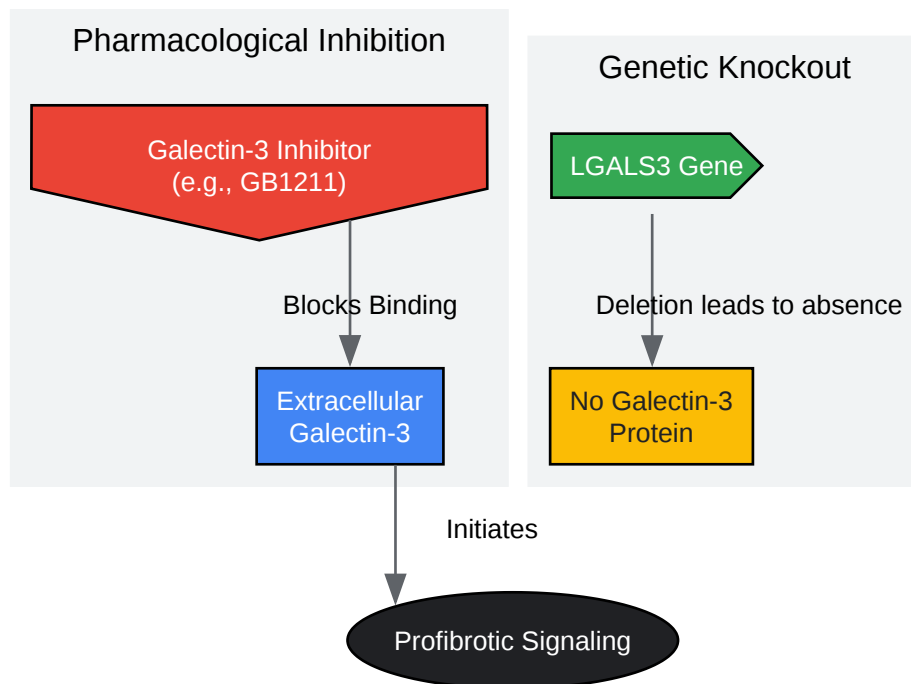 Pharmacological Inhibition
Galectin-3 Inhibitor
(e.g., GB1211)
Blocks Binding
Extracellular
Galectin-3
Genetic Knockout
LGALS3 Gene
Deletion leads to absence
No Galectin-3
Protein
Initiates
Profibrotic Signaling